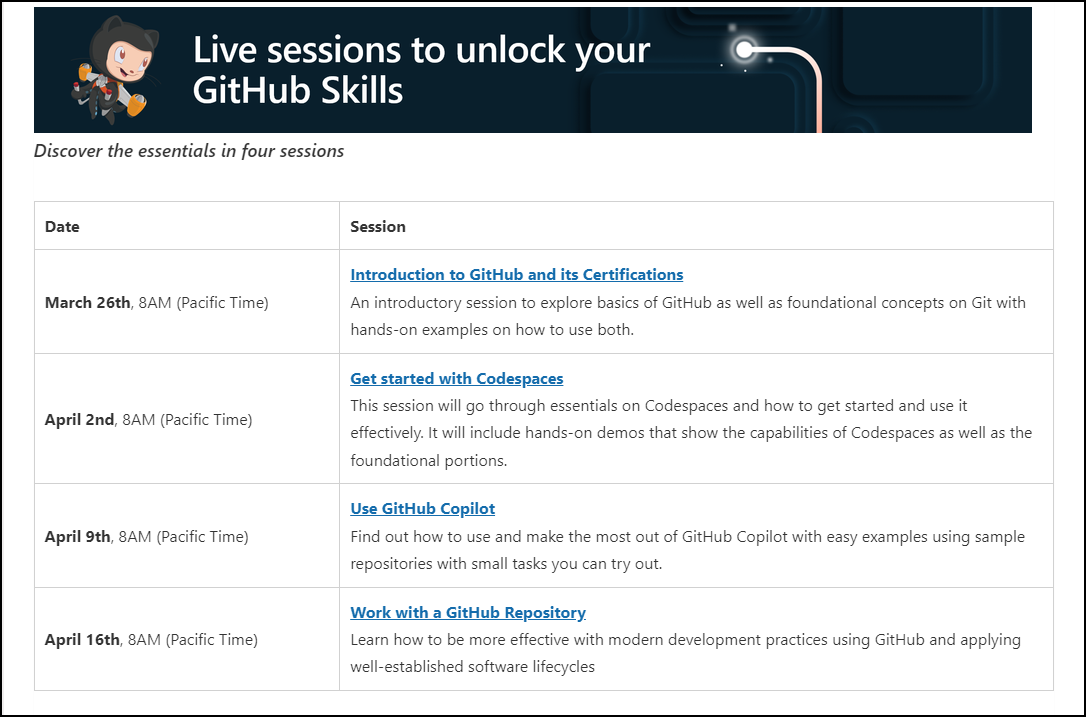 Live sessions to unlock your
GitHub Skills
Discover the essentials in four sessions
Date
Session
March 26th, 8AM (Pacific Time)
Introduction to GitHub and its Certifications
An introductory session to explore basics of GitHub as well as foundational concepts on Git with
hands-on examples on how to use both.
April 2nd, 8AM (Pacific Time)
Get started with Codespaces
This session will go through essentials on Codespaces and how to get started and use it
effectively. It will include hands-on demos that show the capabilities of Codespaces as well as the
foundational portions.
April 9th, 8AM (Pacific Time)
Use GitHub Copilot
Find out how to use and make the most out of GitHub Copilot with easy examples using sample
repositories with small tasks you can try out.
April 16th, 8AM (Pacific Time)
Work with a GitHub Repository
Learn how to be more effective with modern development practices using GitHub and applying
well-established software lifecycles